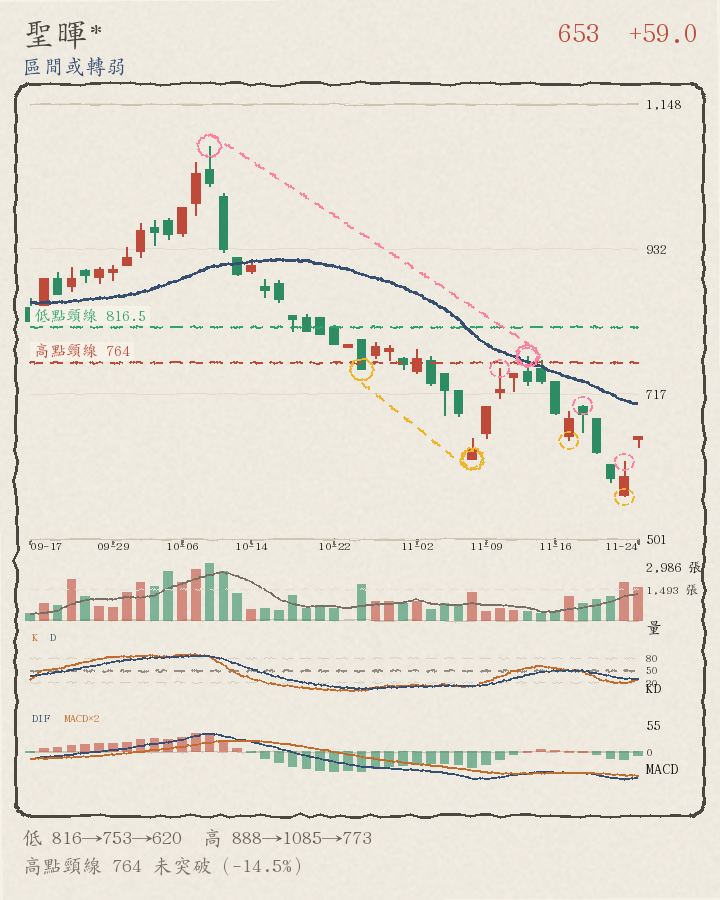 聖暉*
653 +59.0
區間或轉弱
1,148
932
低點頸線 816.5
高點頸線 764
717
501
09-17 09-29 10-06 10-14 10-22 11-02 11-09 11-16 11-24
2,986 張
1,493 張
量
K D
80
50
20
KD
DIF MACD×2
55
0
MACD
低 816→753→620 高 888→1085→773
高點頸線 764 未突破 (-14.5%)